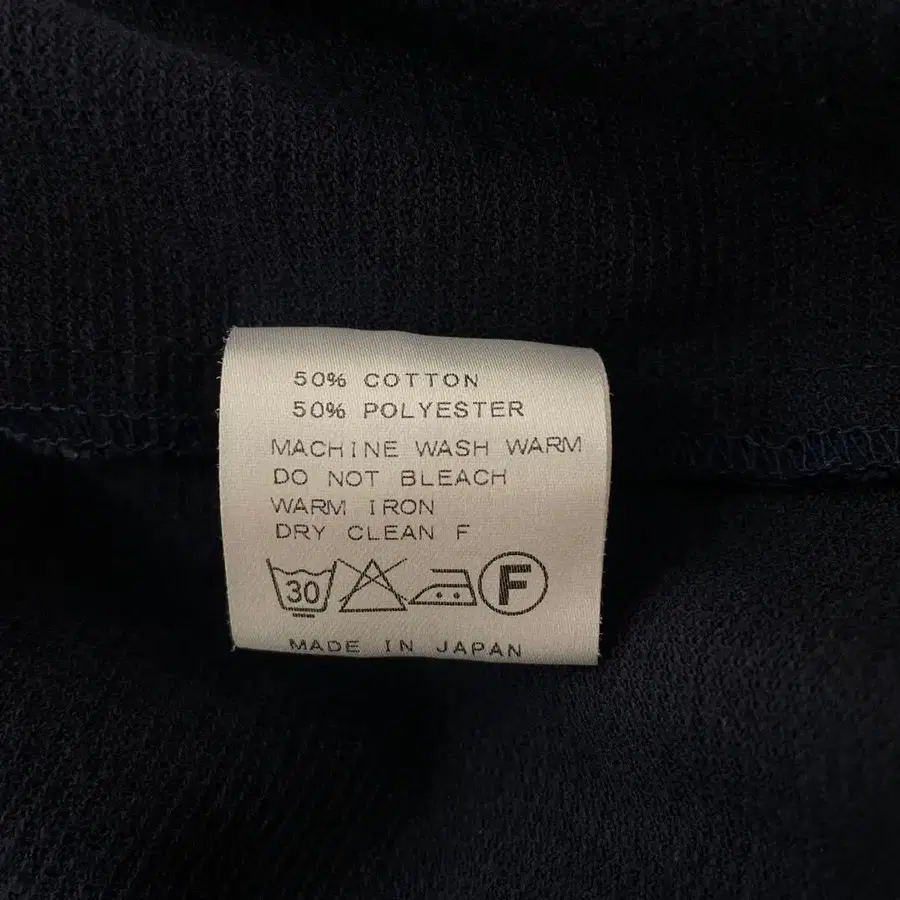 50% COTTON
50% POLYESTER
MACHINE WASH WARM
DO NOT BLEACH
WARM IRON
DRY CLEAN F
30 F
MADE IN JAPAN